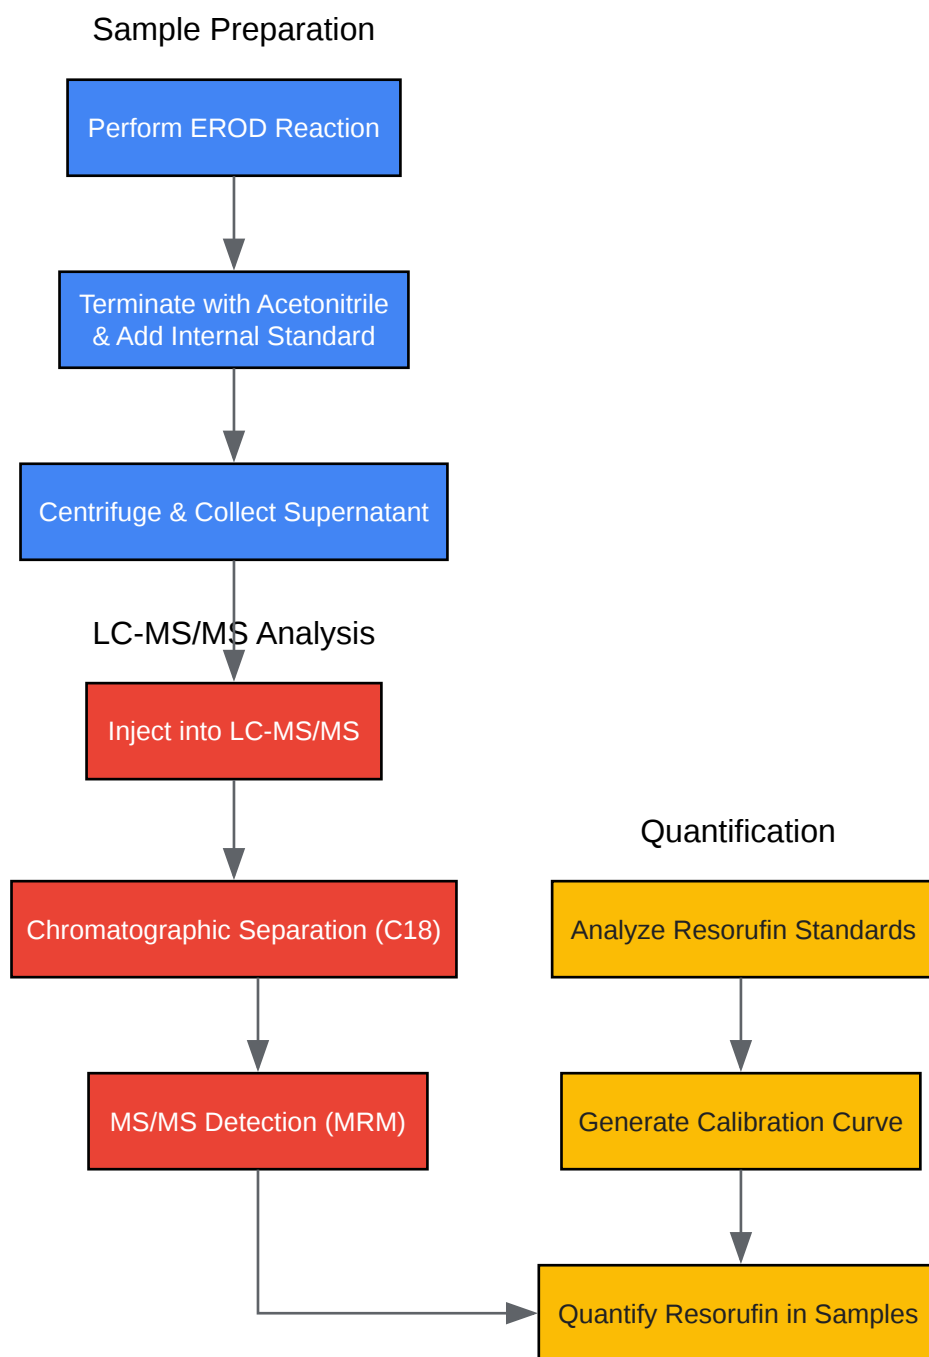 Sample Preparation
Perform EROD Reaction
Terminate with Acetonitrile
& Add Internal Standard
Centrifuge & Collect Supernatant
LC-MS/MS Analysis
Inject into LC-MS/MS
Chromatographic Separation (C18)
MS/MS Detection (MRM)
Quantification
Analyze Resorufin Standards
Generate Calibration Curve
Quantify Resorufin in Samples